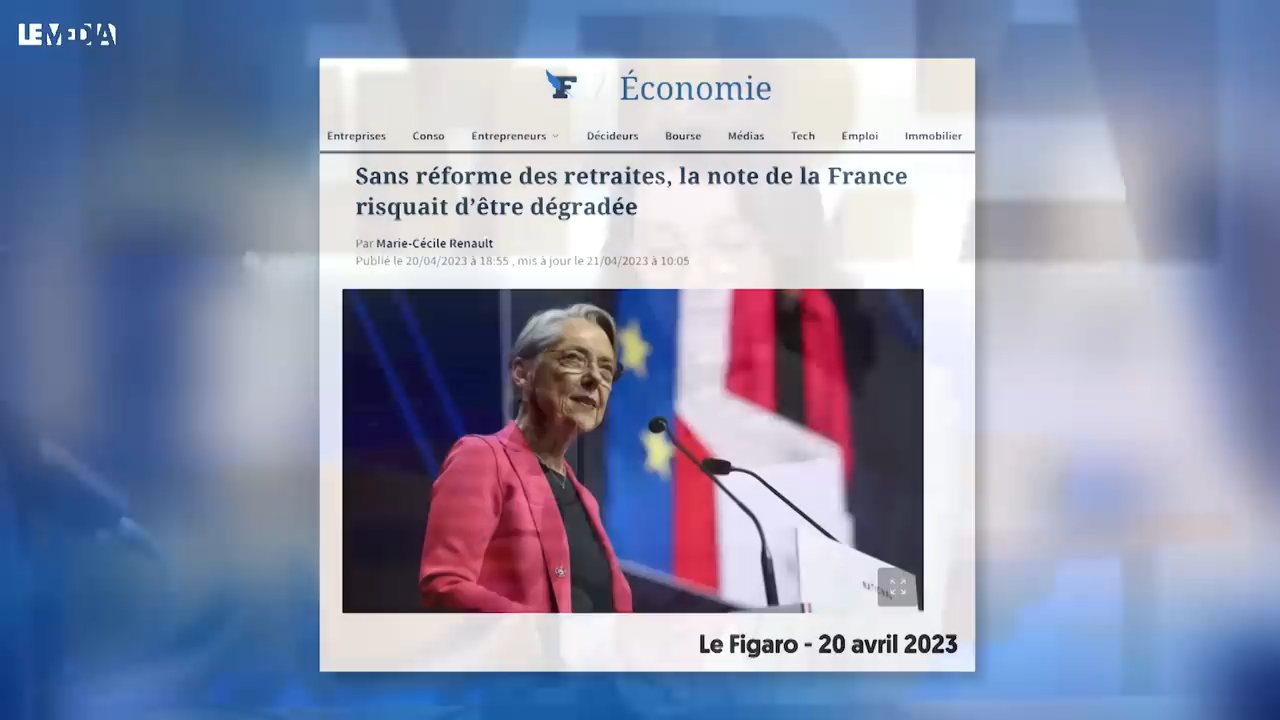 LEMEDIA
F / Économie
Entreprises Conso Entrepreneurs Décideurs Bourse Médias Tech Emploi Immobilier
Sans réforme des retraites, la note de la France
risquait d'être dégradée
Par Marie-Cécile Renault
Publié le 20/04/2023 à 18:55 , mis à jour le 21/04/2023 à 10:05
NATIONAL
Le Figaro - 20 avril 2023